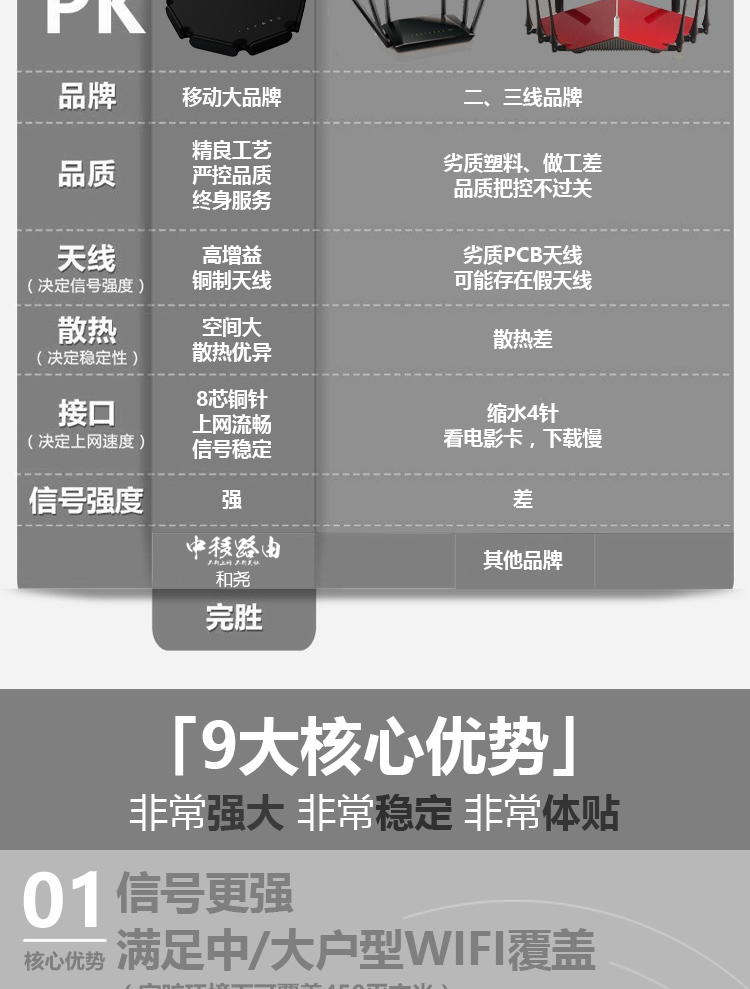 PK
品牌 移动大品牌 二、三线品牌
品质
精良工艺
严控品质
终身服务
劣质塑料、做工差
品质把控不过关
天线
（决定信号强度）
高增益
铜制天线
劣质PCB天线
可能存在假天线
散热
（决定稳定性）
空间大
散热优异
散热差
接口
（决定上网速度）
8芯铜针
上网流畅
信号稳定
缩水4针
看电影卡，下载慢
信号强度 强 差
中稷路由
和尧
其他品牌
完胜
「9大核心优势」
非常强大 非常稳定 非常体贴
01
核心优势
信号更强
满足中/大户型WIFI覆盖